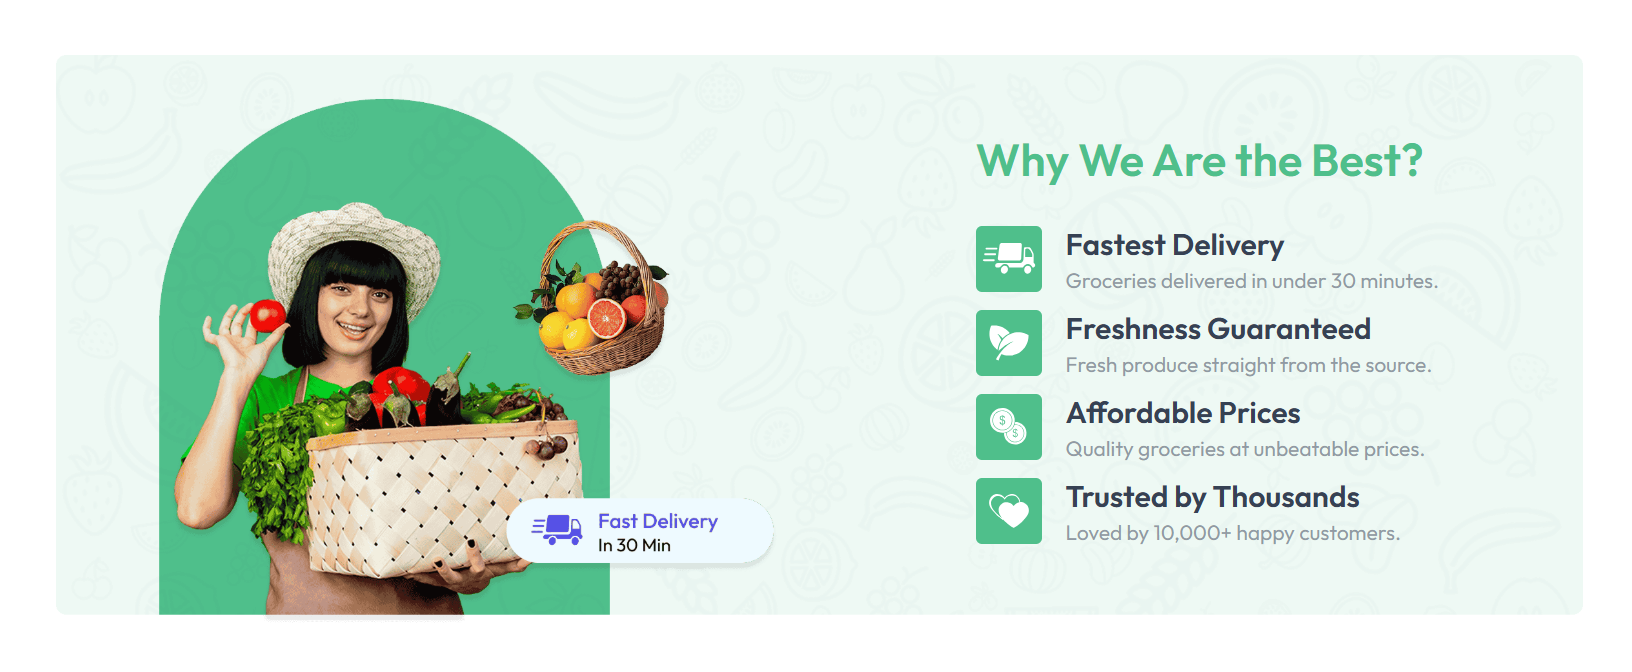 Why We Are the Best?
Fastest Delivery
Groceries delivered in under 30 minutes.
Freshness Guaranteed
Fresh produce straight from the source.
Affordable Prices
Quality groceries at unbeatable prices.
Trusted by Thousands
Loved by 10,000+ happy customers.
Fast Delivery
In 30 Min